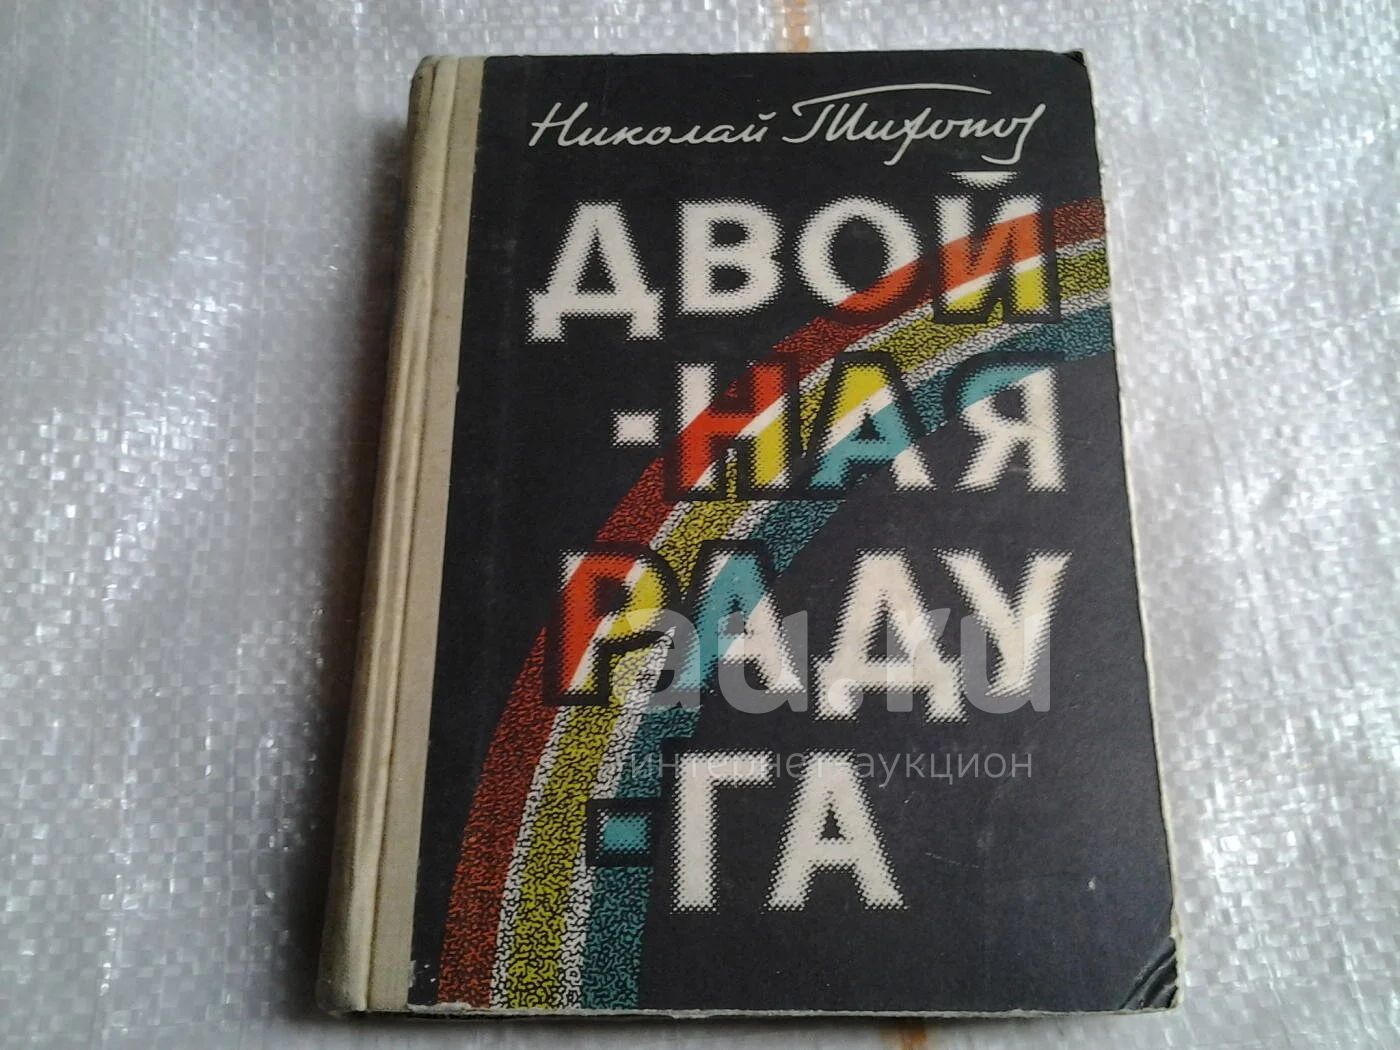 Николай Тихонов
ДВОЙ
-НАЯ
РАДУ
-ГА
au.ru
интернет-аукцион